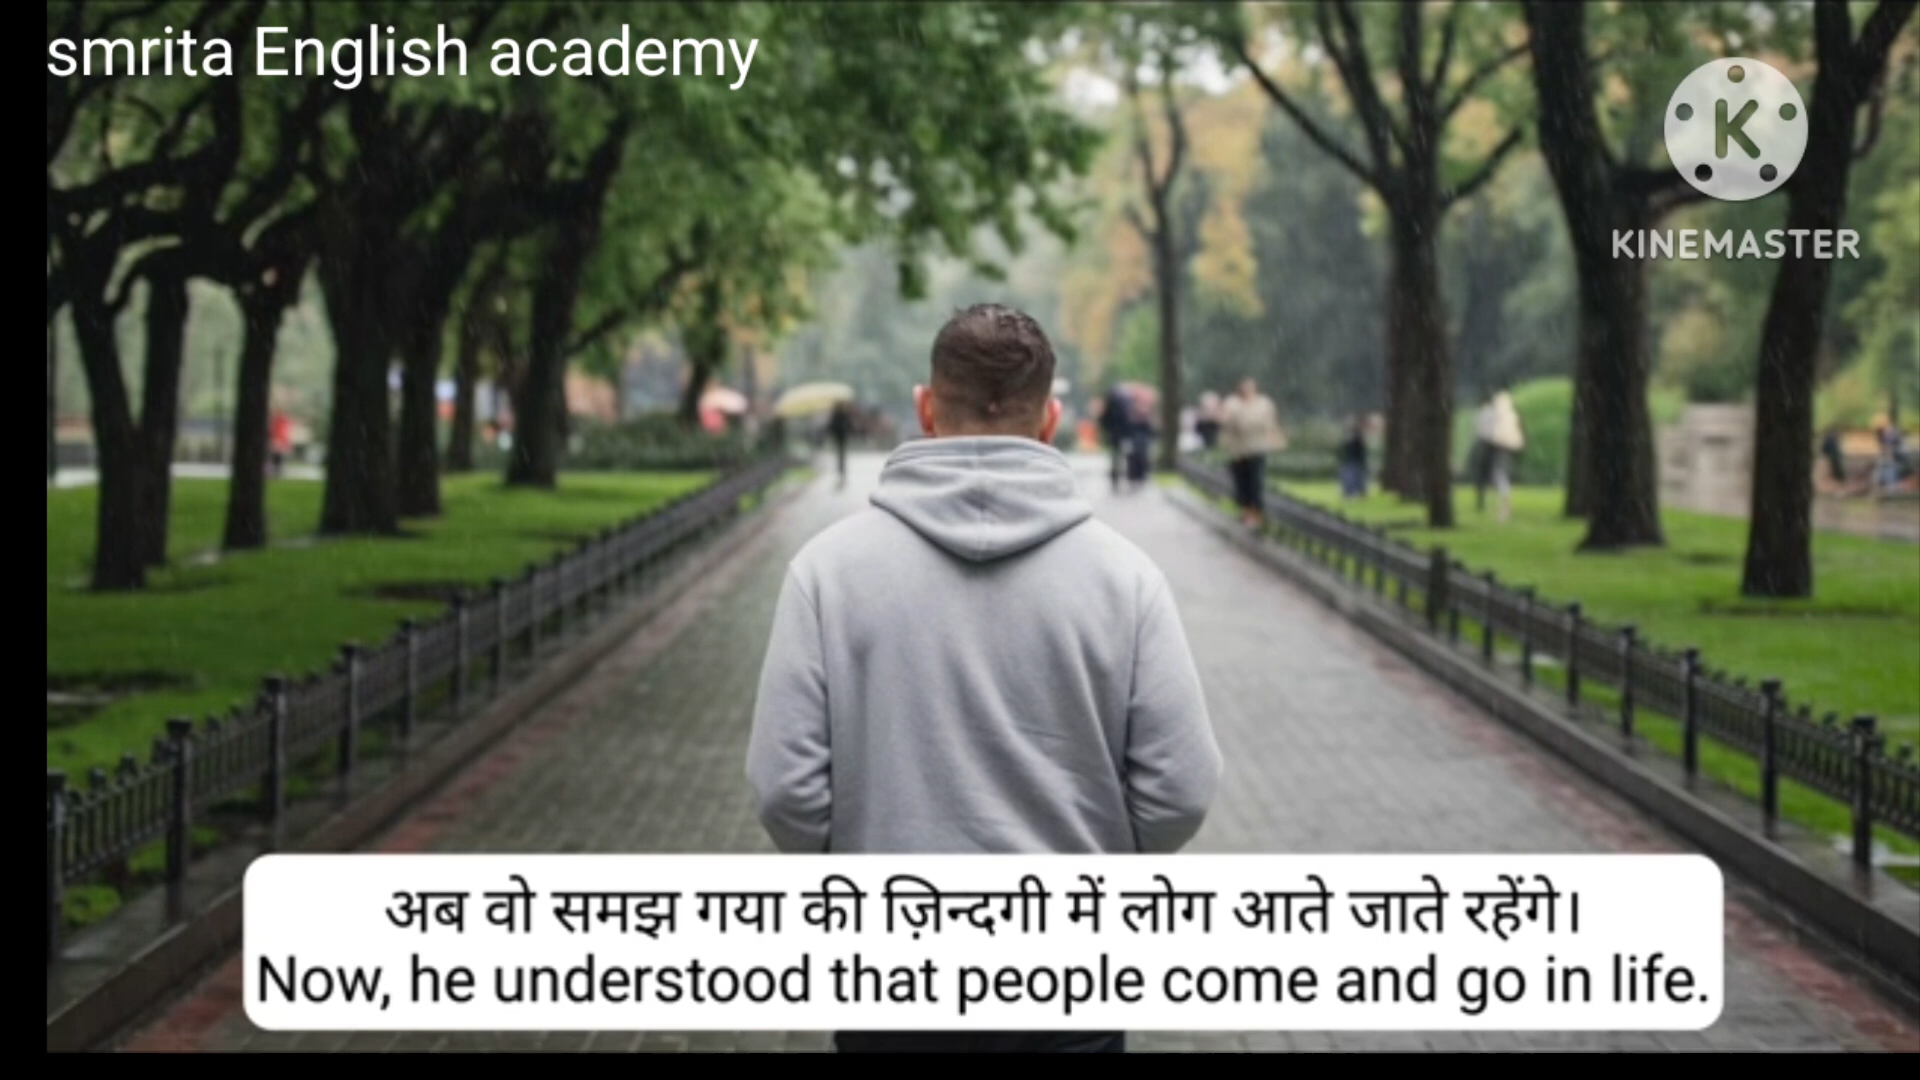 smrita English academy
K
KINEMASTER
अब वो समझ गया की ज़िन्दगी में लोग आते जाते रहेंगे।
Now, he understood that people come and go in life.